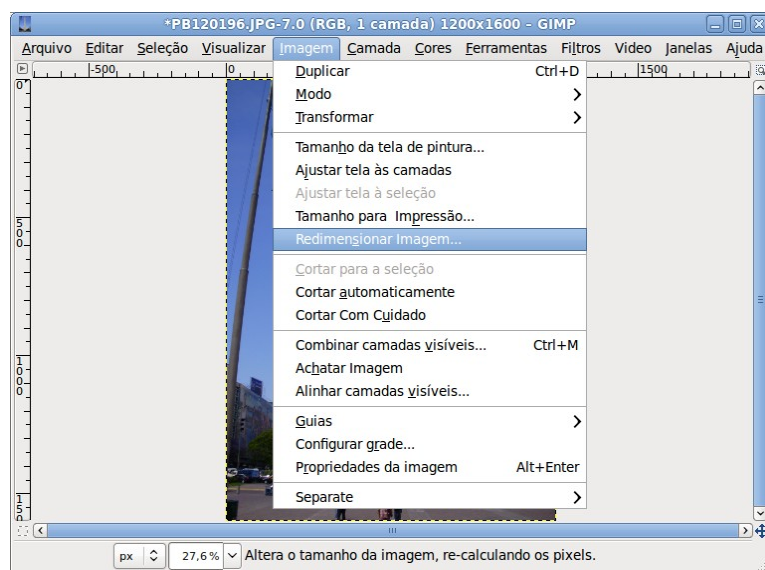 *PB120196.JPG-7.0 (RGB, 1 camada) 1200x1600 – GIMP
Arquivo Editar Seleção Visualizar Imagem Camada Cores Ferramentas Filtros Video Janelas Ajuda
-500 0 1500
0
500
1000
15
Duplicar Ctrl+D
Modo
Transformar
Tamanho da tela de pintura...
Ajustar tela às camadas
Ajustar tela à seleção
Tamanho para Impressão...
Redimensionar Imagem...
Cortar para a seleção
Cortar automaticamente
Cortar Com Cuidado
Combinar camadas visíveis... Ctrl+M
Achatar Imagem
Alinhar camadas visíveis...
Guias
Configurar grade...
Propriedades da imagem Alt+Enter
Separate
px 27,6 % Altera o tamanho da imagem, re-calculando os pixels.